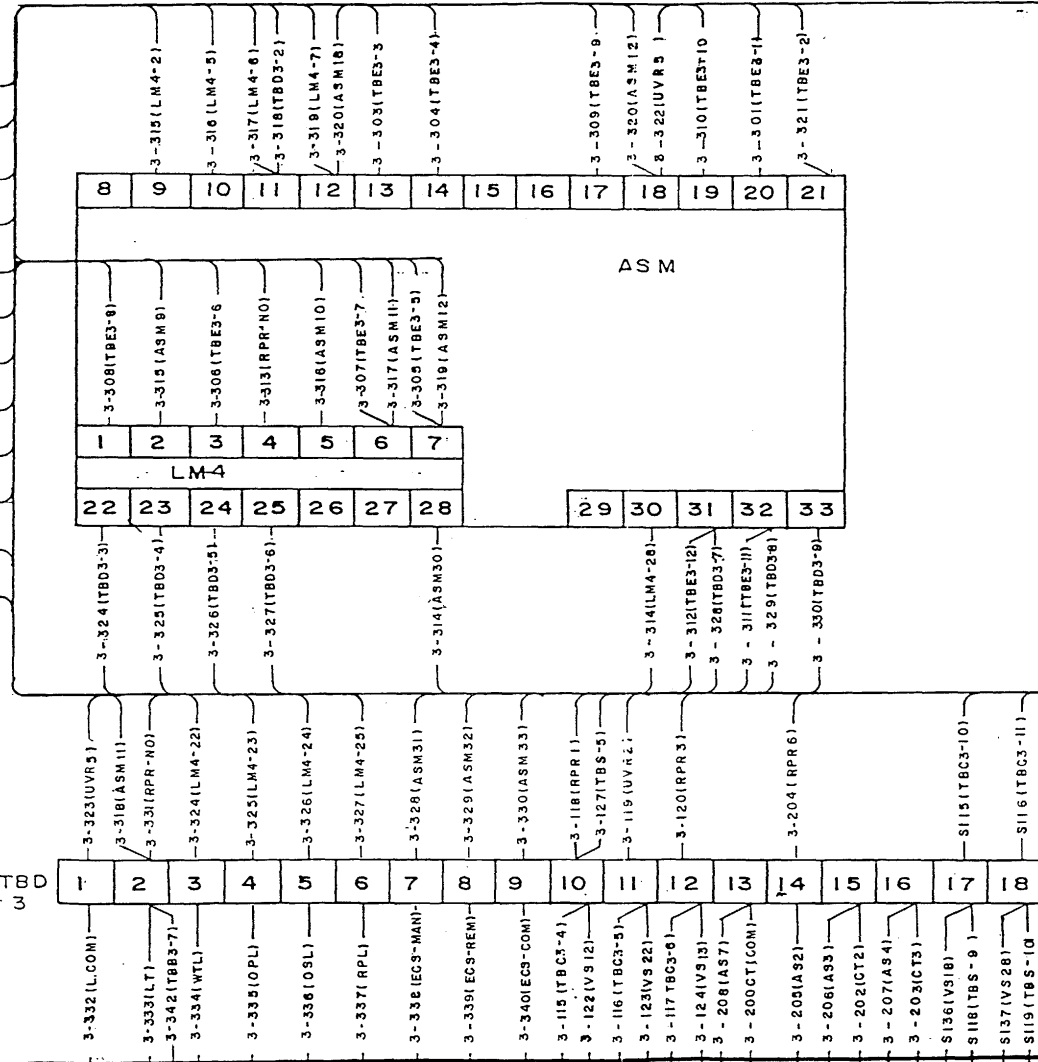 3-315(LM4-2)
3-316(LM4-5)
3-317(LM4-6)
3-318(TBD3-2)
3-319(LM4-7)
3-320(ASM18)
3-303(TBE3-3
3-304(TBE3-4)
3-309(TBE3-9
3-320(ASM12)
3-322(UVR5 )
3-310(TBE3-10
3-301(TBE3-1)
3-321(TBE3-2)
8 9 10 11 12 13 14 15 16 17 18 19 20 21
ASM
3-308(TBE3-8)
3-315(ASM9)
3-306(TBE3-6
3-313(RPR-NO)
3-316(ASM10)
3-307(TBE3-7
3-317(ASM11)
3-305(TBE3-5)
3-319(ASM12)
1 2 3 4 5 6 7
LM4
22 23 24 25 26 27 28
29 30 31 32 33
3-324(TBD3-3)
3-325(TBD3-4)
3-326(TBD3-5)
3-327(TBD3-6)
3-314(ASM30)
3-314(LM4-28)
3-312(TBE3-12)
3-328(TBD3-7)
3-311(TBE3-11)
3-329(TBD3-8)
3-330(TBD3-9)
3-323(UVR5)
3-318(ASM11)
3-331(RPR-NO)
3-324(LM4-22)
3-325(LM4-23)
3-326(LM4-24)
3-327(LM4-25)
3-328(ASM31)
3-329(ASM32)
3-330(ASM33)
3-118(RPR1)
3-127(TBS-5)
3-119(UVR2)
3-120(RPR3)
3-204(RPR6)
S115(TBC3-10)
S116(TBC3-11)
TBD
3
1 2 3 4 5 6 7 8 9 10 11 12 13 14 15 16 17 18
3-332(L.COM)
3-333(LT)
3-342(TBB3-7)
3-334(WTL)
3-335(OPL)
3-336(OSL)
3-337(RPL)
3-338(ECS-MAN)
3-339(ECS-REM)
3-340(ECS-COM)
3-115(TBC3-4)
3-122(VS12)
3-116(TBC3-5)
3-123(VS22)
3-117 TBC3-6)
3-124(VS13)
3-208(AS7)
3-200CT(COM)
3-205(AS2)
3-206(AS3)
3-202(CT2)
3-207(AS4)
3-203(CT3)
S136(VS18)
S118(TBS-9)
S137(VS28)
S119(TBS-10